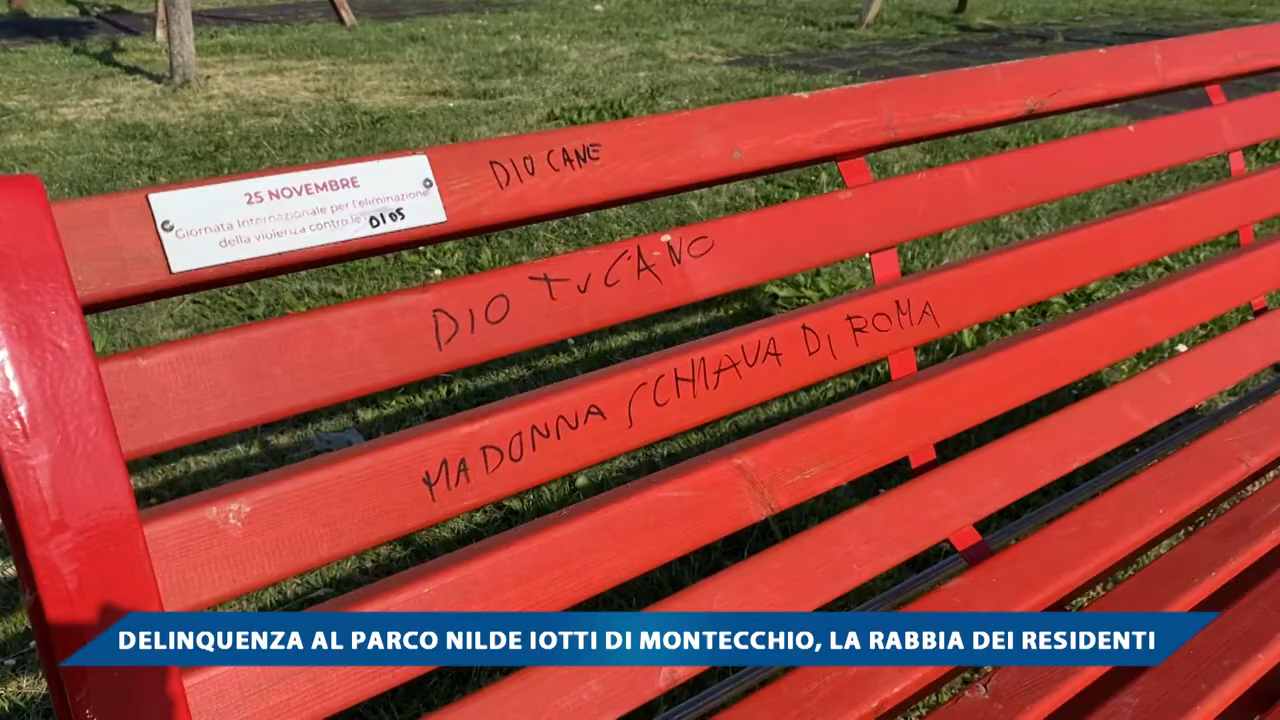 25 NOVEMBRE
Giornata Internazionale per l'eliminazione
della violenza contro le DIOS
DIO CANE
DIO TUCANO
MADONNA SCHIAVA DI ROMA
DELINQUENZA AL PARCO NILDE IOTTI DI MONTECCHIO, LA RABBIA DEI RESIDENTI